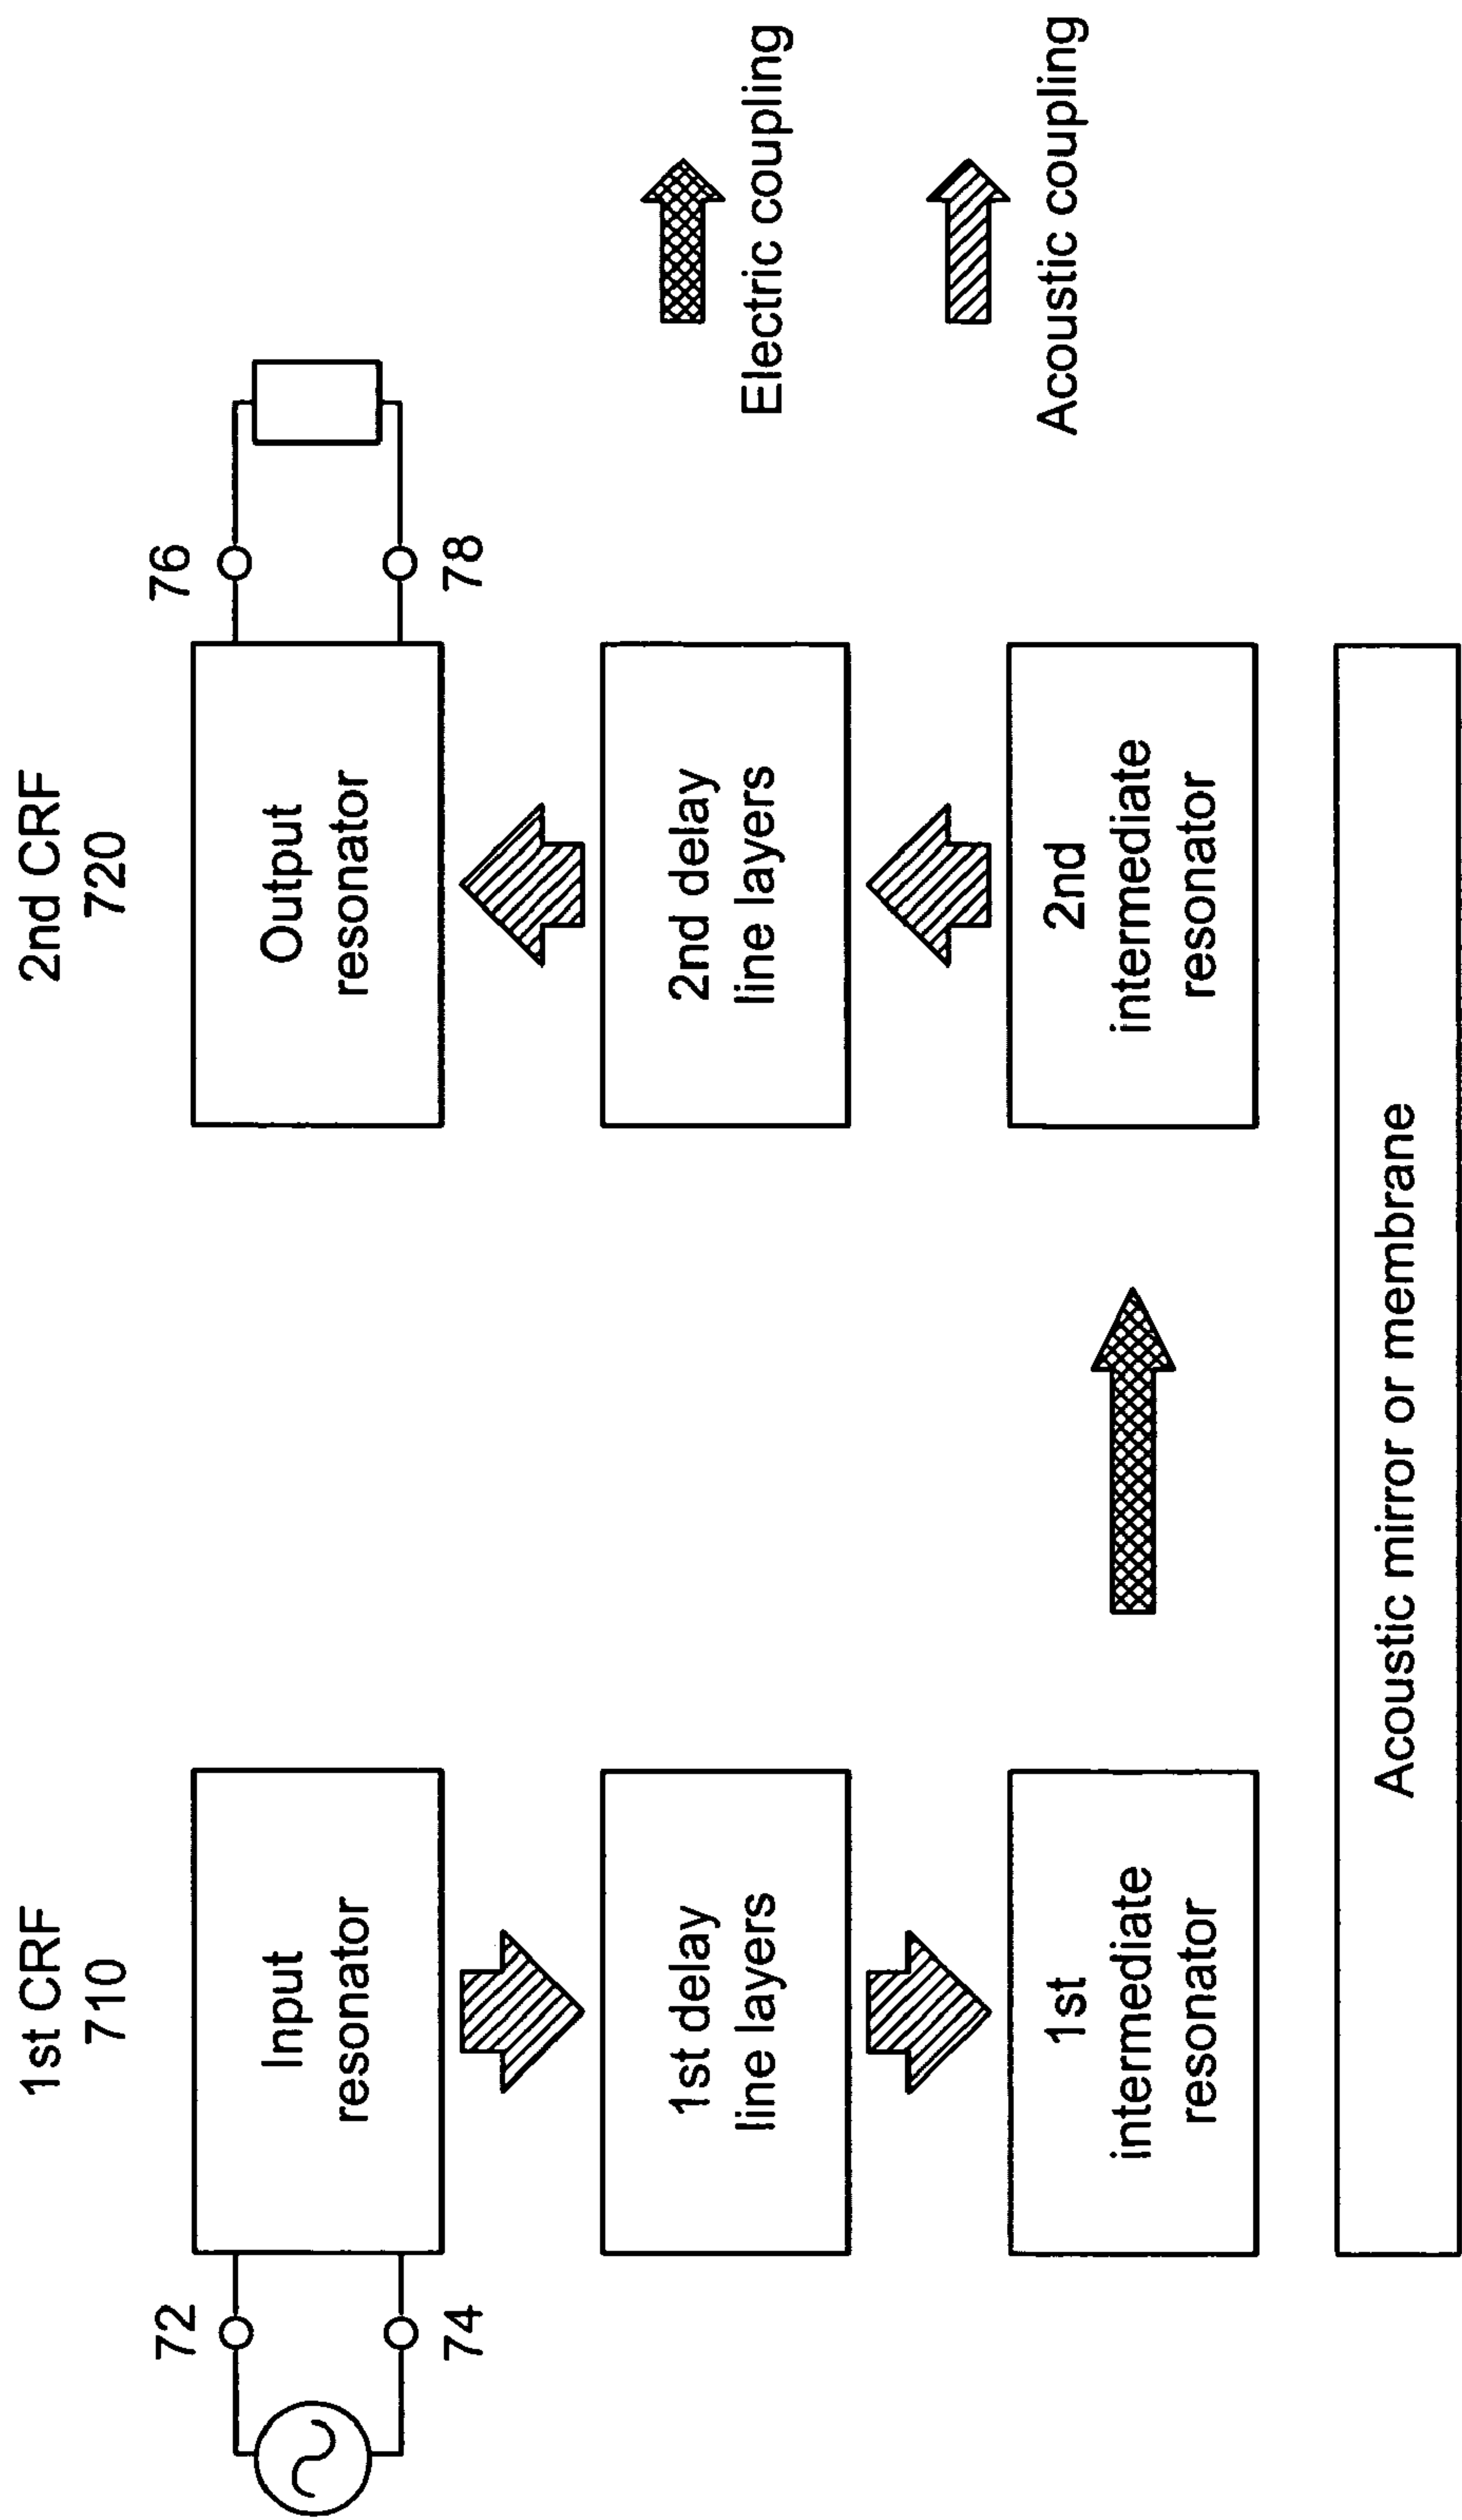 1st CRF
710
2nd CRF
720
72
74
Input
resonator
Output
resonator
76
78
1st delay
line layers
2nd delay
line layers
Electric coupling
1st
intermediate
resonator
2nd
intermediate
resonator
Acoustic coupling
Acoustic mirror or membrane